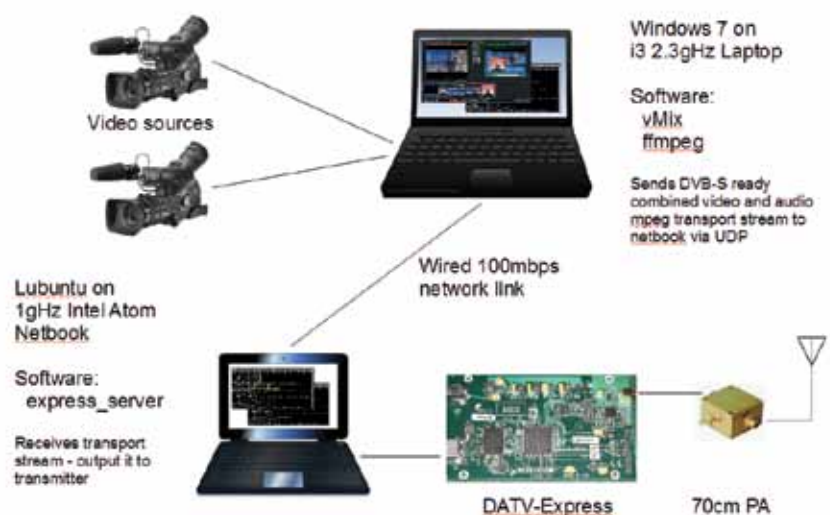 Video sources
Windows 7 on
i3 2.3gHz Laptop
Software:
vMix
ffmpeg
Sends DVB-S ready
combined video and audio
mpeg transport stream to
netbook via UDP
Wired 100mbps
network link
Lubuntu on
1gHz Intel Atom
Netbook
Software:
express_server
Receives transport
stream - output it to
transmitter
DATV-Express
70cm PA